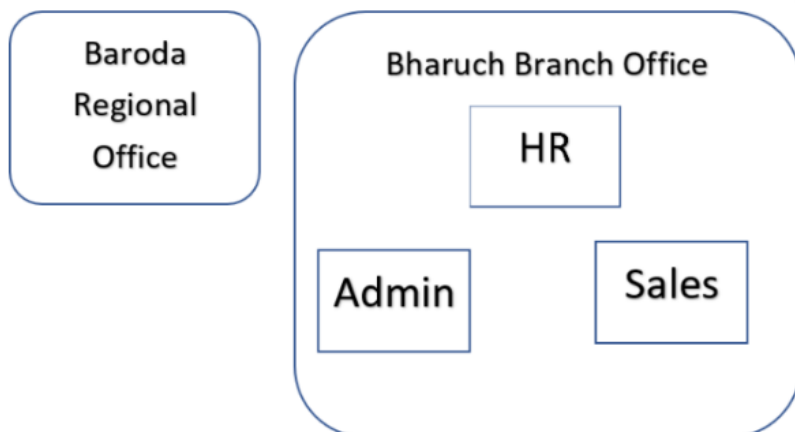 Baroda
Regional
Office
Bharuch Branch Office
HR
Admin
Sales